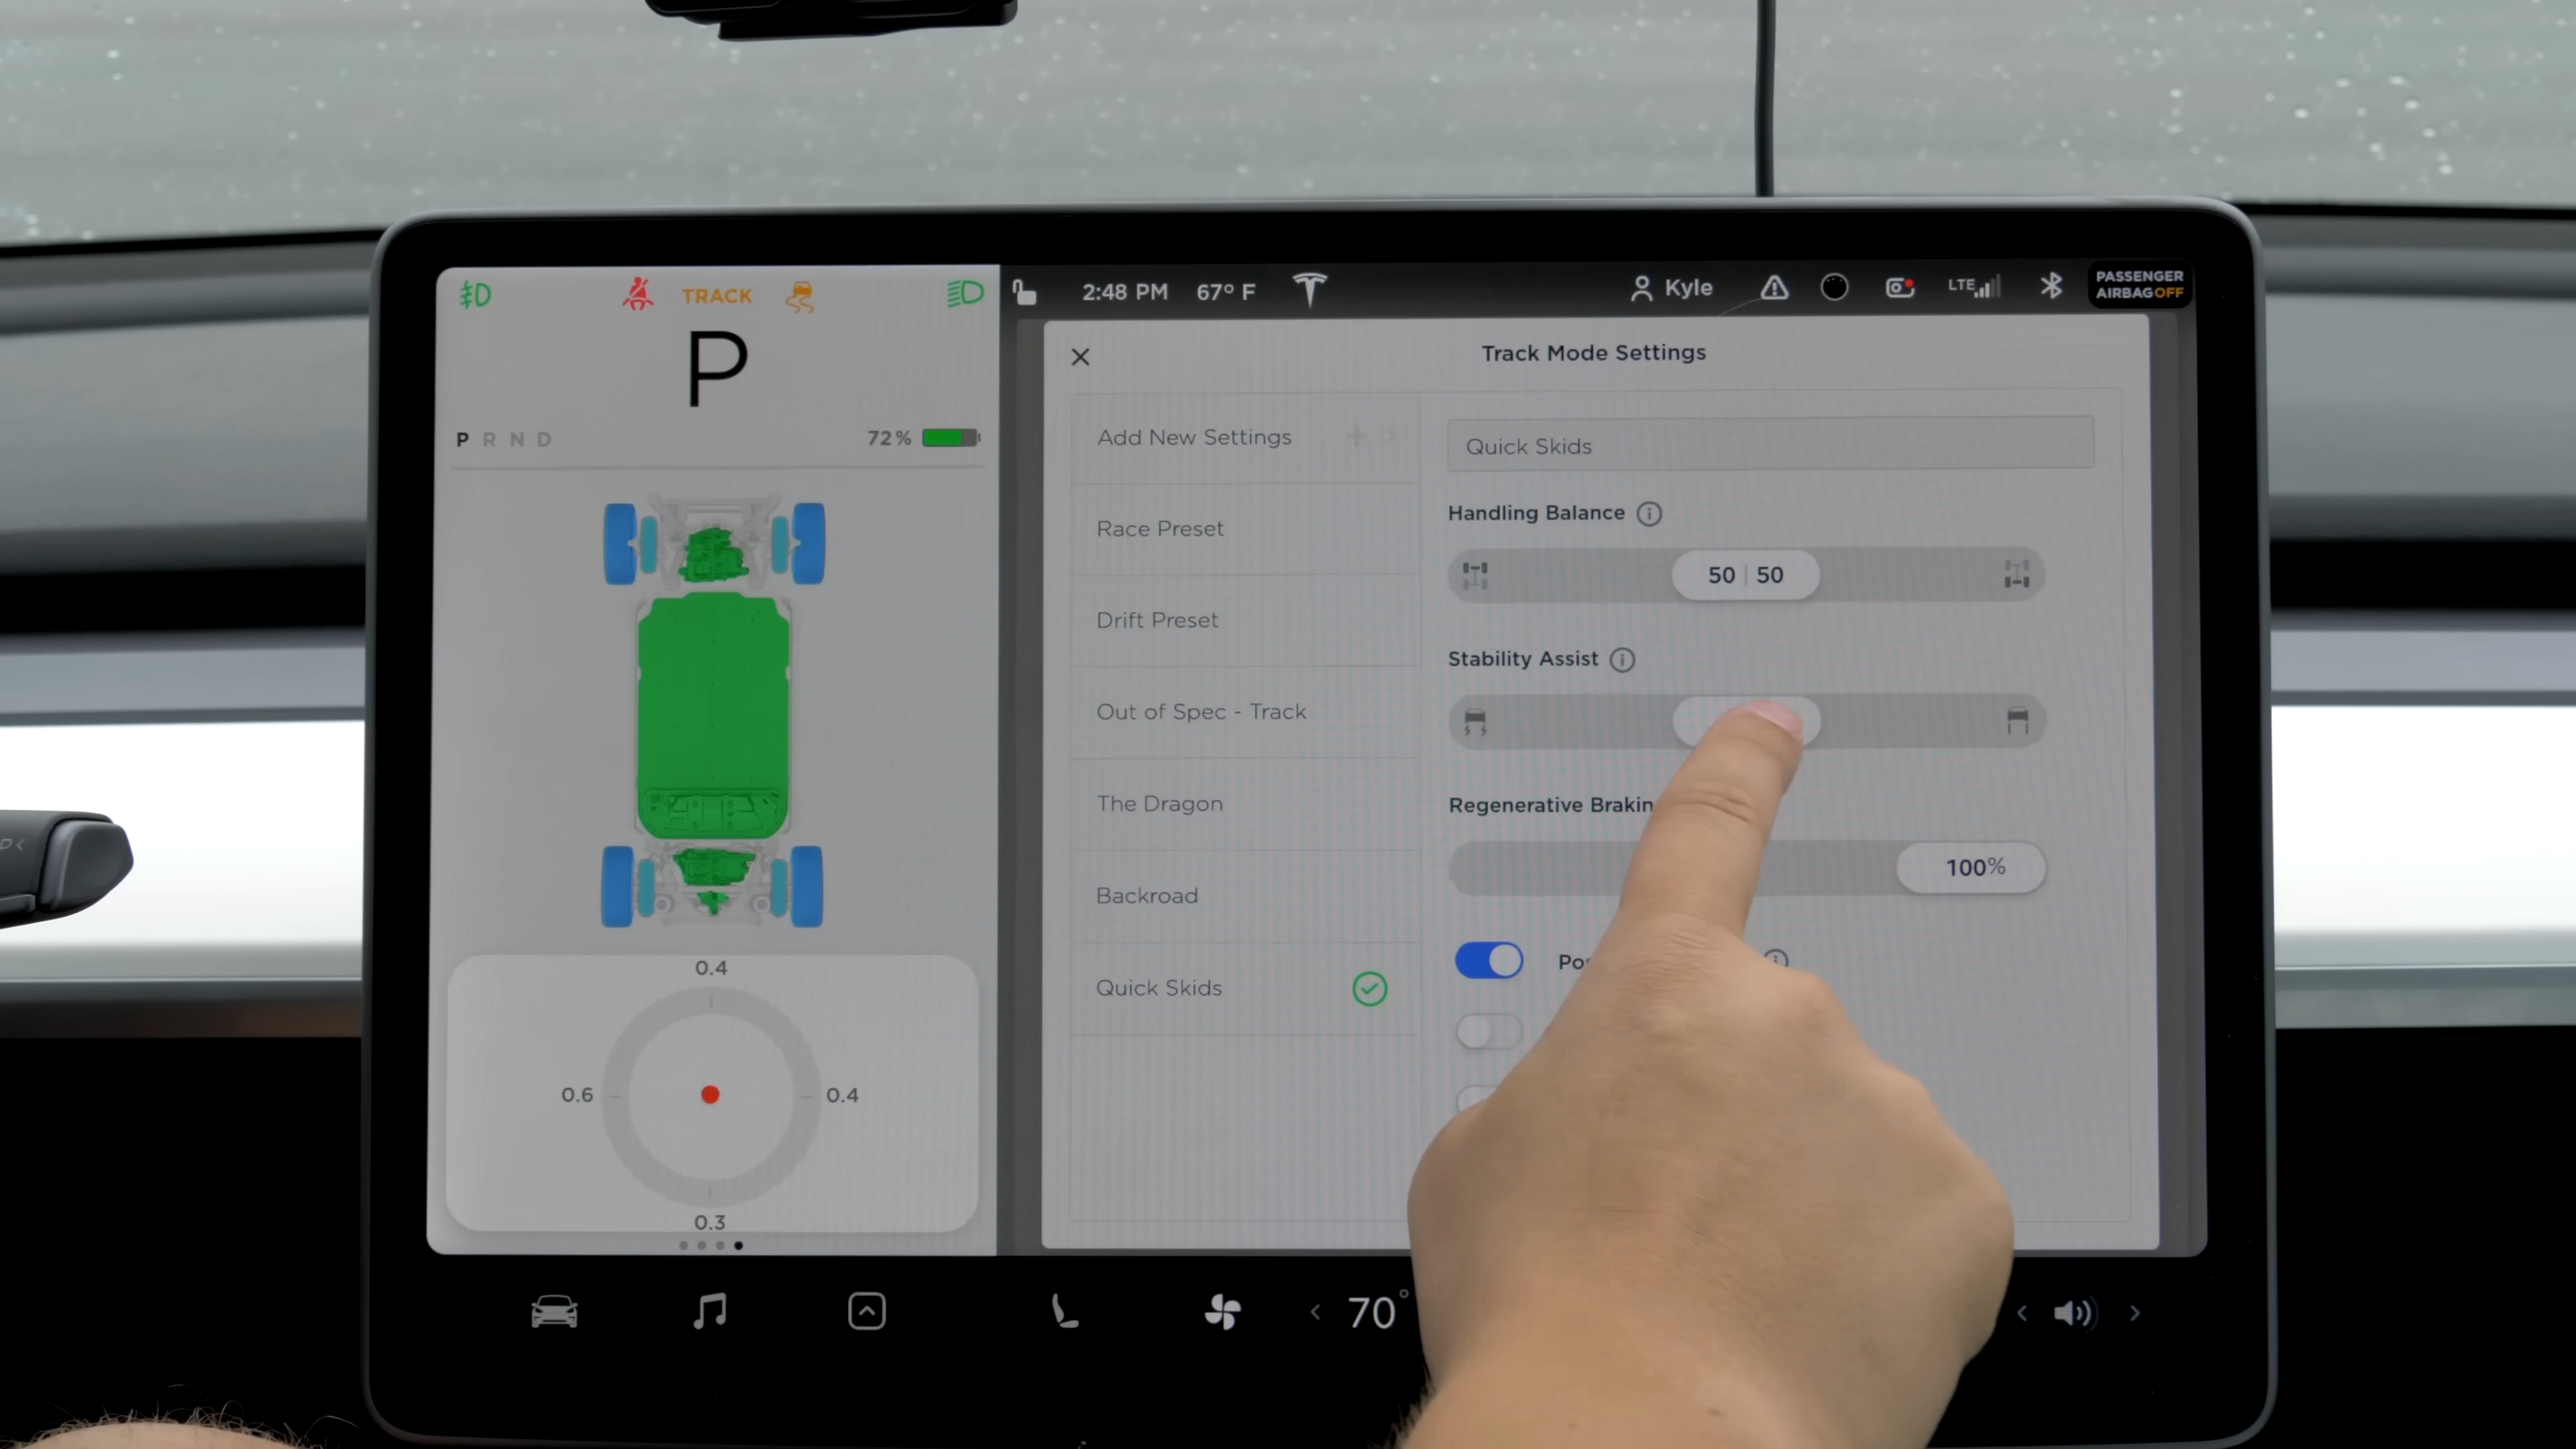 TRACK
P
P R N D
72%
0.4
0.6
0.4
0.3
2:48 PM 67° F
Kyle
LTE
PASSENGER
AIRBAG OFF
Track Mode Settings
Add New Settings
Race Preset
Drift Preset
Out of Spec - Track
The Dragon
Backroad
Quick Skids
Quick Skids
Handling Balance
50 | 50
Stability Assist
Regenerative
100%
70°